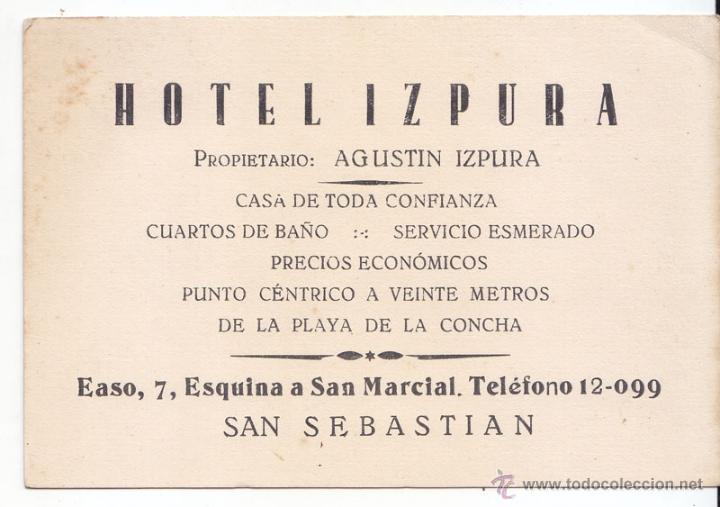 HOTEL IZPURA
PROPIETARIO: AGUSTIN IZPURA
CASA DE TODA CONFIANZA
CUARTOS DE BAÑO :-: SERVICIO ESMERADO
PRECIOS ECONÓMICOS
PUNTO CÉNTRICO A VEINTE METROS
DE LA PLAYA DE LA CONCHA
Easo, 7, Esquina a San Marcial. Teléfono 12-099
SAN SEBASTIAN
tc www.todocoleccion.net